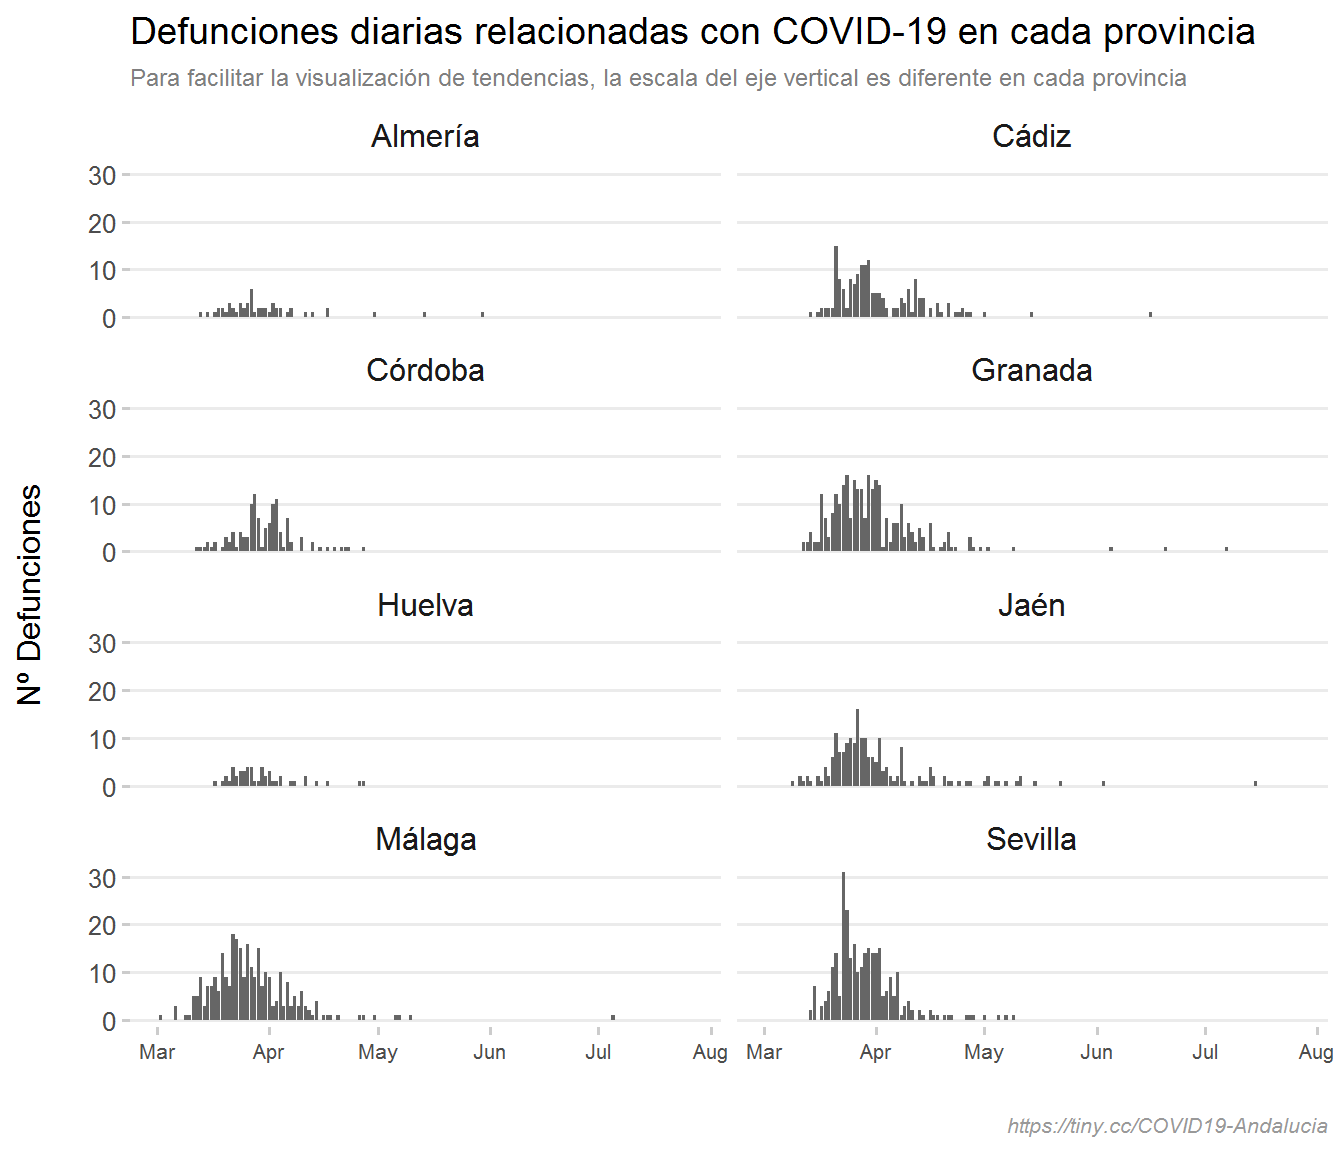 Defunciones diarias relacionadas con COVID-19 en cada provincia
Para facilitar la visualización de tendencias, la escala del eje vertical es diferente en cada provincia
Nº Defunciones
Almería
Cádiz
30
20
10
0
Córdoba
Granada
30
20
10
0
Huelva
Jaén
30
20
10
0
Málaga
Sevilla
30
20
10
0
Mar Apr May Jun Jul Aug Mar Apr May Jun Jul Aug
https://tiny.cc/COVID19-Andalucia